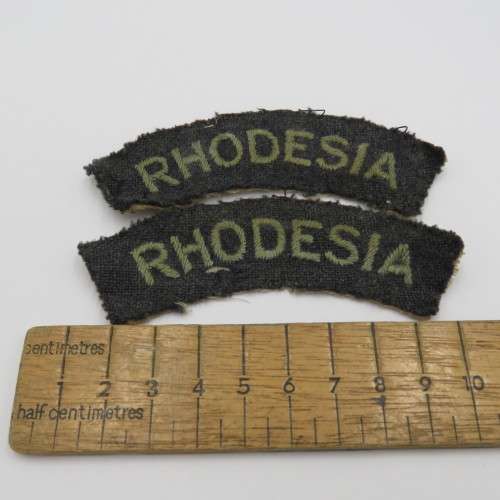 RHODESIA
RHODESIA
centimetres
1 2 3 4 5 6 7 8 9 10
half centimetres